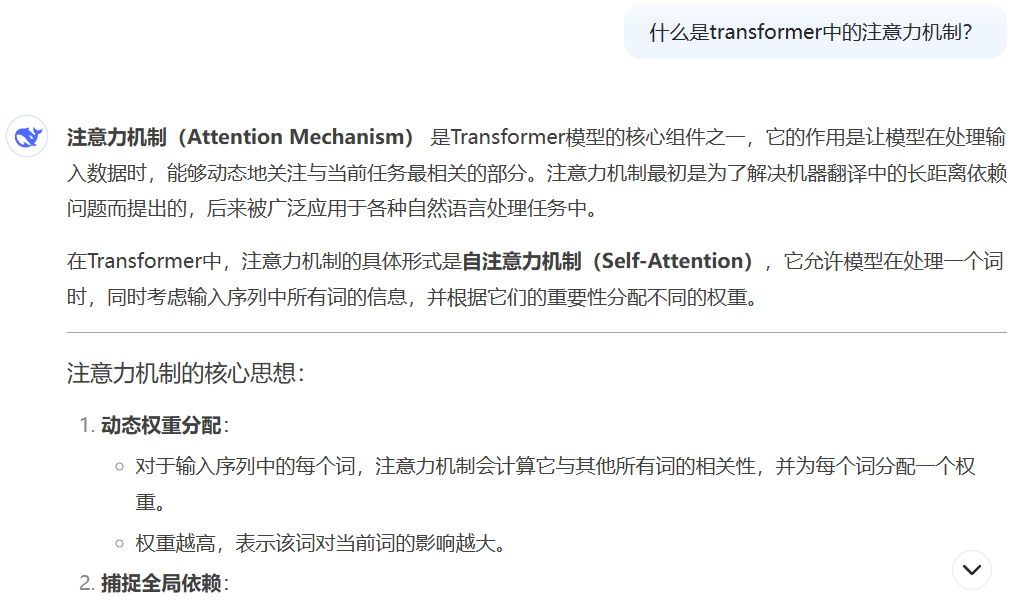 什么是transformer中的注意力机制？
注意力机制（Attention Mechanism） 是Transformer模型的核心组件之一，它的作用是让模型在处理输
入数据时，能够动态地关注与当前任务最相关的部分。注意力机制最初是为了解决机器翻译中的长距离依赖
问题而提出的，后来被广泛应用于各种自然语言处理任务中。
在Transformer中，注意力机制的具体形式是自注意力机制（Self-Attention），它允许模型在处理一个词
时，同时考虑输入序列中所有词的信息，并根据它们的重要性分配不同的权重。
注意力机制的核心思想：
1. 动态权重分配：
○ 对于输入序列中的每个词，注意力机制会计算它与其他所有词的相关性，并为每个词分配一个权
重。
○ 权重越高，表示该词对当前词的影响越大。
2. 捕捉全局依赖：